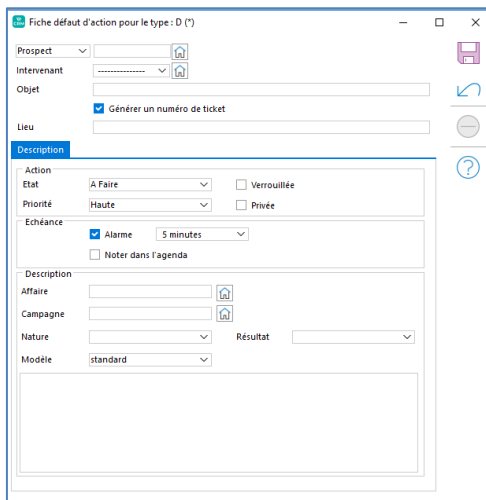 Fiche défaut d'action pour le type : D (*)
Prospect
Intervenant ---------------
Objet
Générer un numéro de ticket
Lieu
Description
Action
Etat A Faire Verrouillée
Priorité Haute Privée
Echéance
Alarme 5 minutes
Noter dans l'agenda
Description
Affaire
Campagne
Nature Résultat
Modèle standard